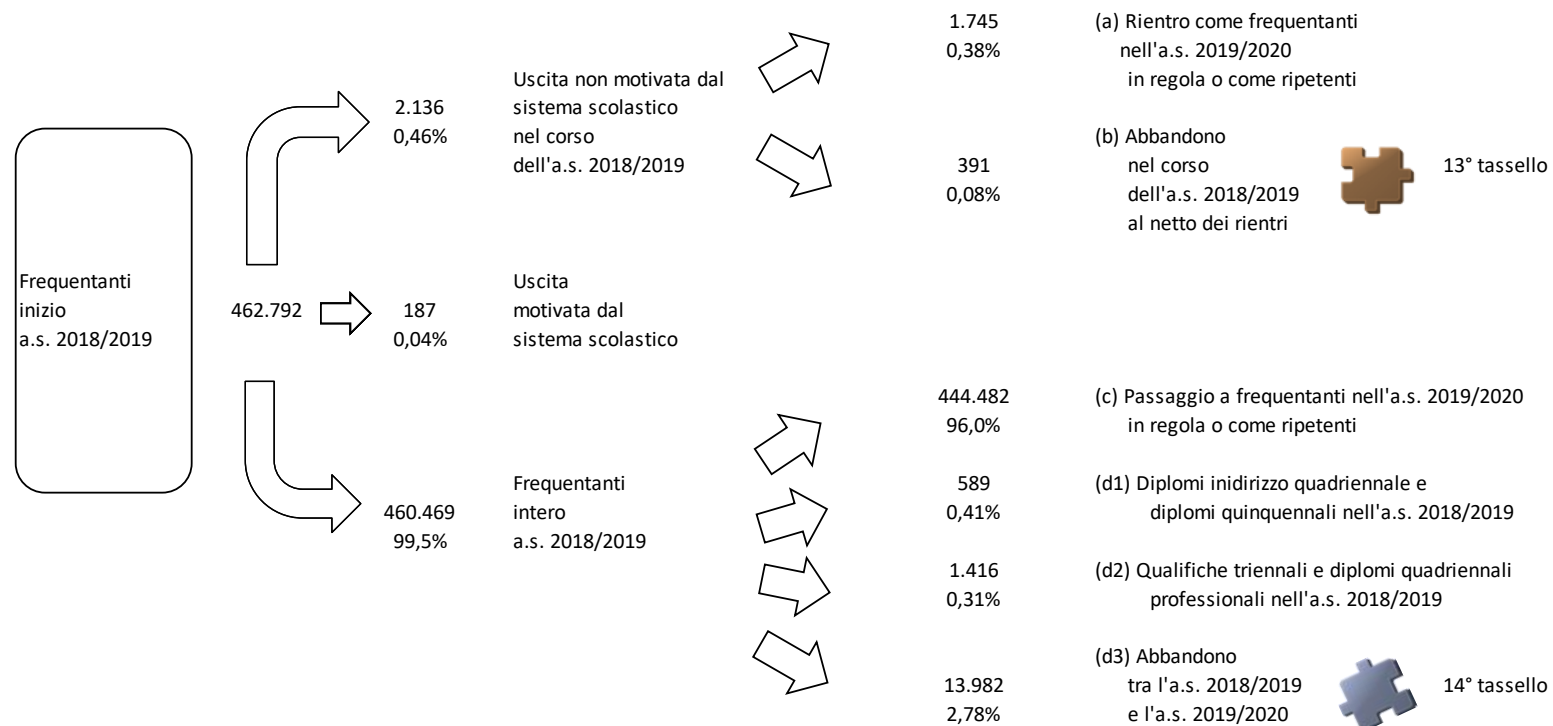 Frequentanti
inizio
a.s. 2018/2019
462.792
2.136
0,46%
Uscita non motivata dal
sistema scolastico
nel corso
dell'a.s. 2018/2019
1.745
0,38%
(a) Rientro come frequentanti
nell'a.s. 2019/2020
in regola o come ripetenti
391
0,08%
(b) Abbandono
nel corso
dell'a.s. 2018/2019
al netto dei rientri
13° tassello
187
0,04%
Uscita
motivata dal
sistema scolastico
460.469
99,5%
Frequentanti
intero
a.s. 2018/2019
444.482
96,0%
(c) Passaggio a frequentanti nell'a.s. 2019/2020
in regola o come ripetenti
589
0,41%
(d1) Diplomi inidirizzo quadriennale e
diplomi quinquennali nell'a.s. 2018/2019
1.416
0,31%
(d2) Qualifiche triennali e diplomi quadriennali
professionali nell'a.s. 2018/2019
13.982
2,78%
(d3) Abbandono
tra l'a.s. 2018/2019
e l'a.s. 2019/2020
14° tassello